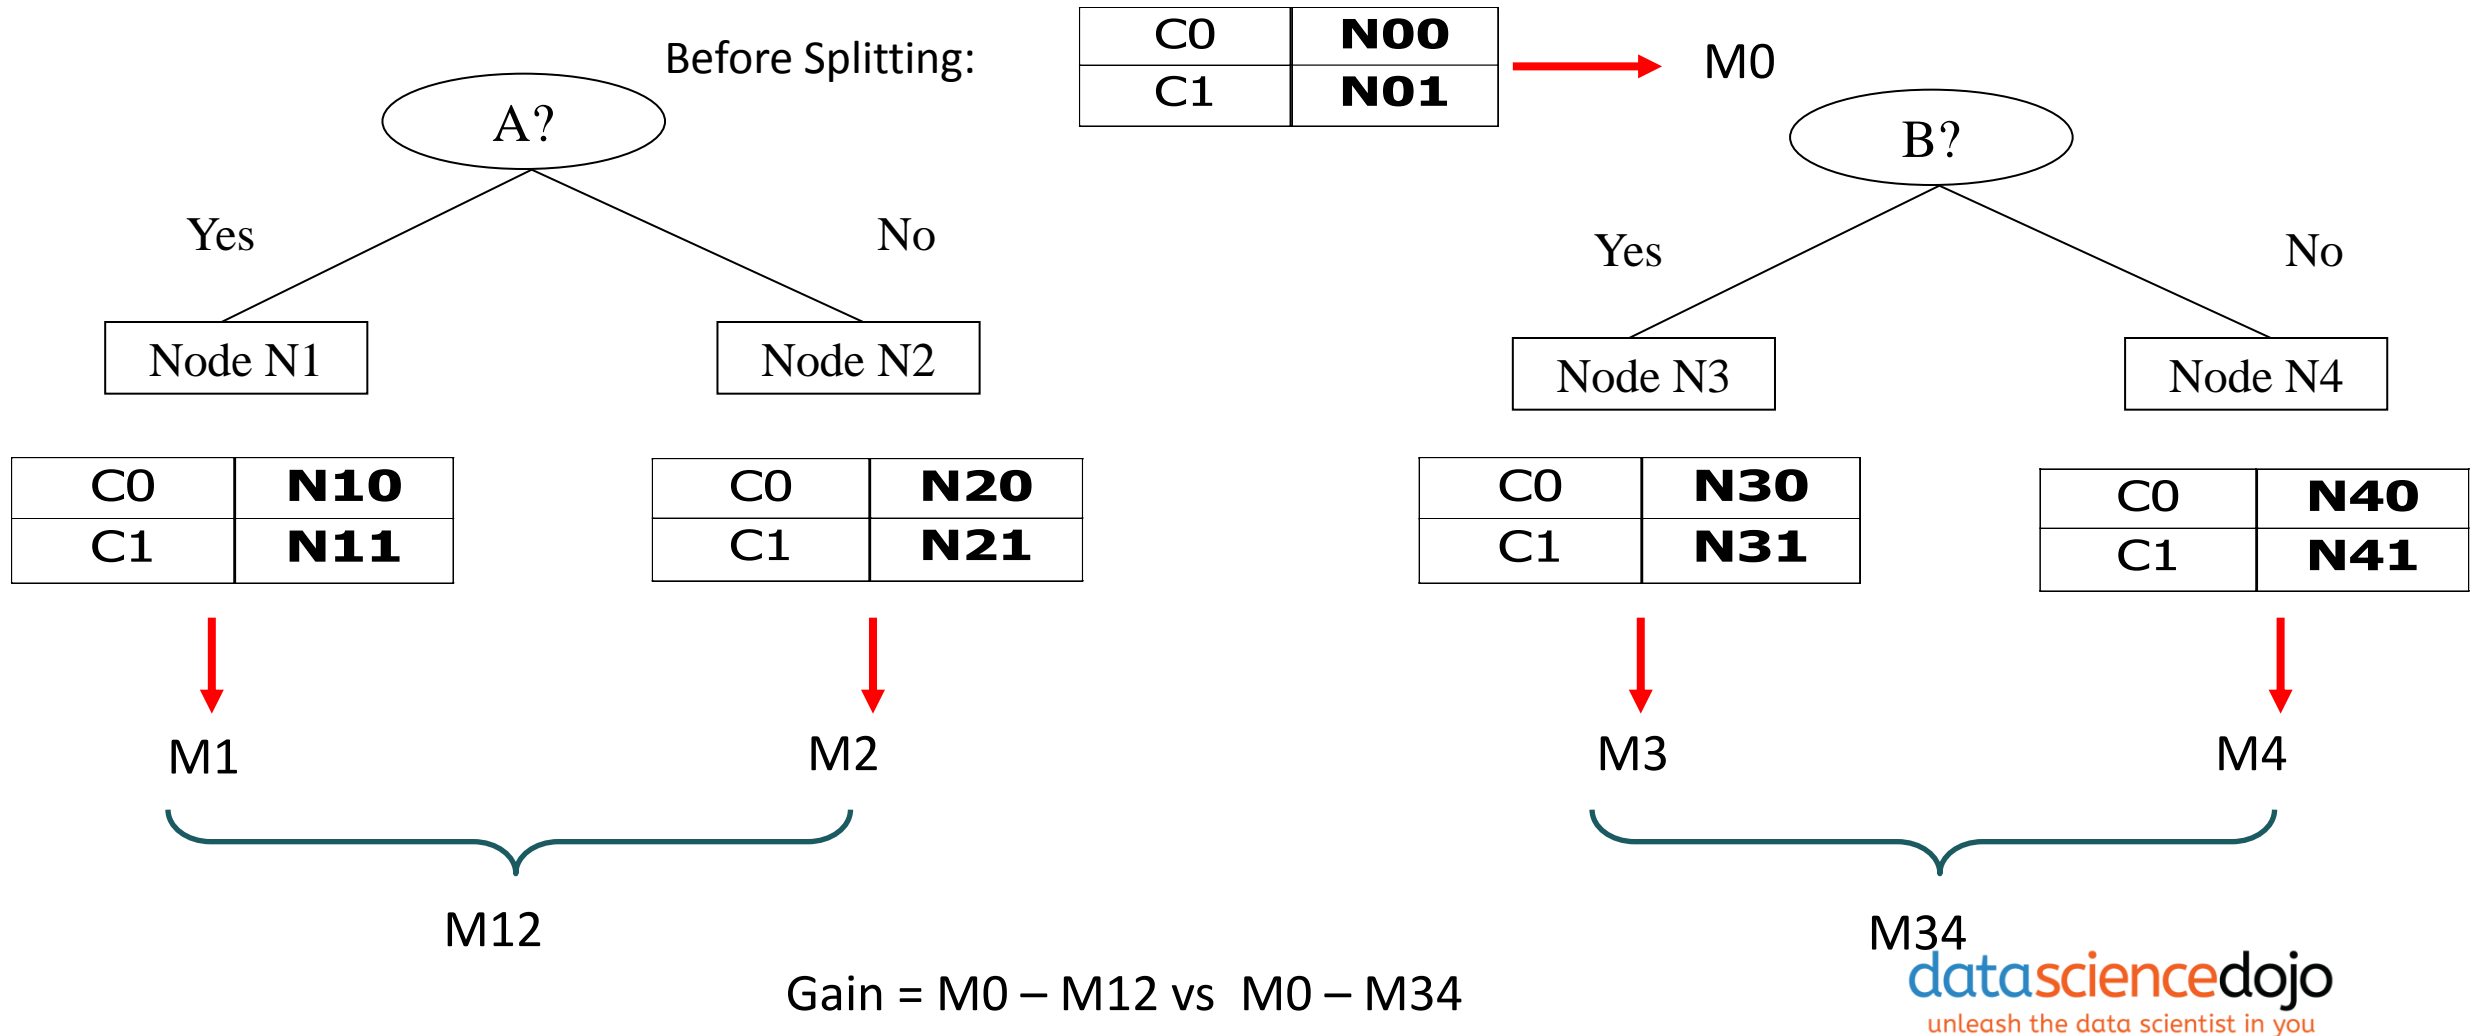 Before Splitting:
C0 N00
C1 N01
M0
A?
Yes
No
Node N1
Node N2
C0 N10
C1 N11
C0 N20
C1 N21
M1
M2
M12
B?
Yes
No
Node N3
Node N4
C0 N30
C1 N31
C0 N40
C1 N41
M3
M4
M34
Gain = M0 – M12 vs M0 – M34
datasciencedojo
unleash the data scientist in you